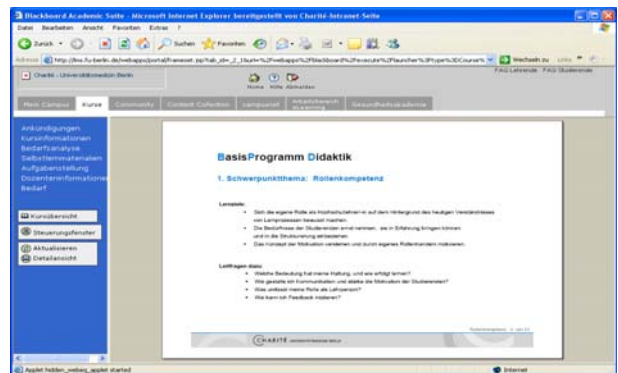 Blackboard Academic Suite - Microsoft Internet Explorer bereitgestellt von Charité-Intranet-Seite
Datei Bearbeiten Ansicht Favoriten Extras ?
Zurück Suchen Favoriten
Wechseln zu Links
Charité - Universitätsmedizin Berlin
Home Hilfe Abmelden
FAQ Lehrende FAQ Studierende
Mein Campus Kurse Community Content Collection campusnet Arbeitsbereich eLearning Gesundheitsakademie
Ankündigungen
Kursinformationen
Bedarfsanalyse
Selbstlernmaterialien
Aufgabenstellung
Dozenteninformationen
Bedarf
Kursübersicht
Steuerungsfenster
Aktualisieren
Detailansicht
BasisProgramm Didaktik
1. Schwerpunktthema: Rollenkompetenz
Lernziele:
• Sich die eigene Rolle als Hochschullehrer-in auf dem Hintergrund des heutigen Verständnisses
von Lernprozessen bewusst machen.
• Die Bedürfnisse der Studierenden ernst nehmen, sie in Erfahrung bringen können
und in die Strukturierung einbeziehen.
• Das Konzept der Motivation verstehen und durch eigenes Rollenhandeln motivieren.
Leitfragen dazu:
• Welche Bedeutung hat meine Haltung, und wie erfolgt lernen?
• Wie gestalte ich Kommunikation und stärke die Motivation der Studierenden?
• Was umfasst meine Rolle als Lehrperson?
• Wie kann ich Feedback initiieren?
CHARITÉ UNIVERSITÄTSMEDIZIN BERLIN
Applet hidden_webeq_applet started
Internet